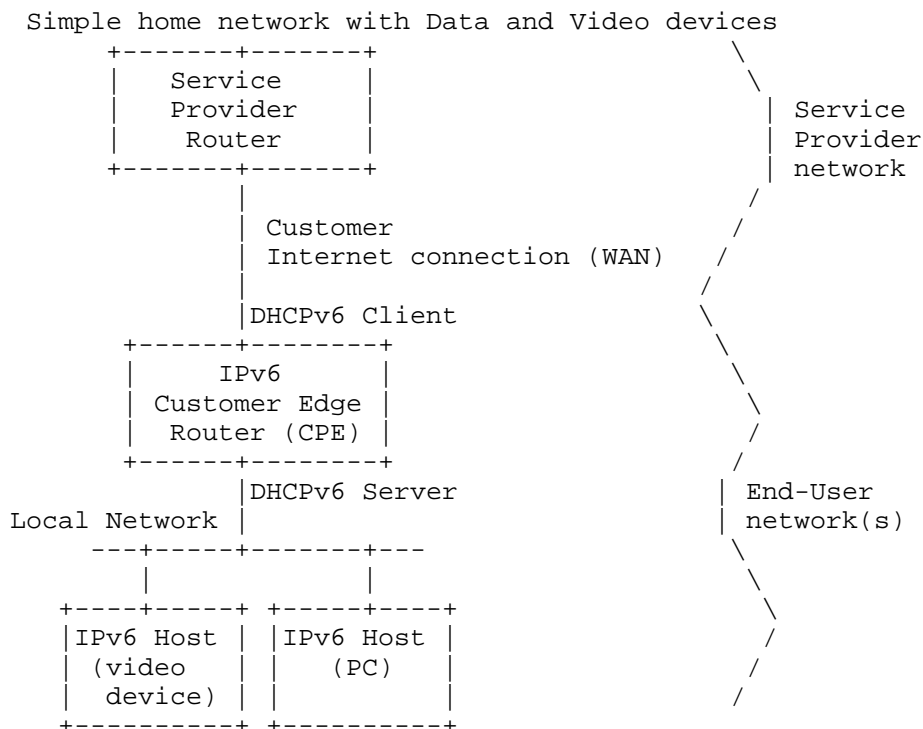 Simple home network with Data and Video devices
Service
Provider
Router
Service
Provider
network
Customer
Internet connection (WAN)
DHCPv6 Client
IPv6
Customer Edge
Router (CPE)
DHCPv6 Server
End-User
network(s)
Local Network
IPv6 Host
(video
device)
IPv6 Host
(PC)